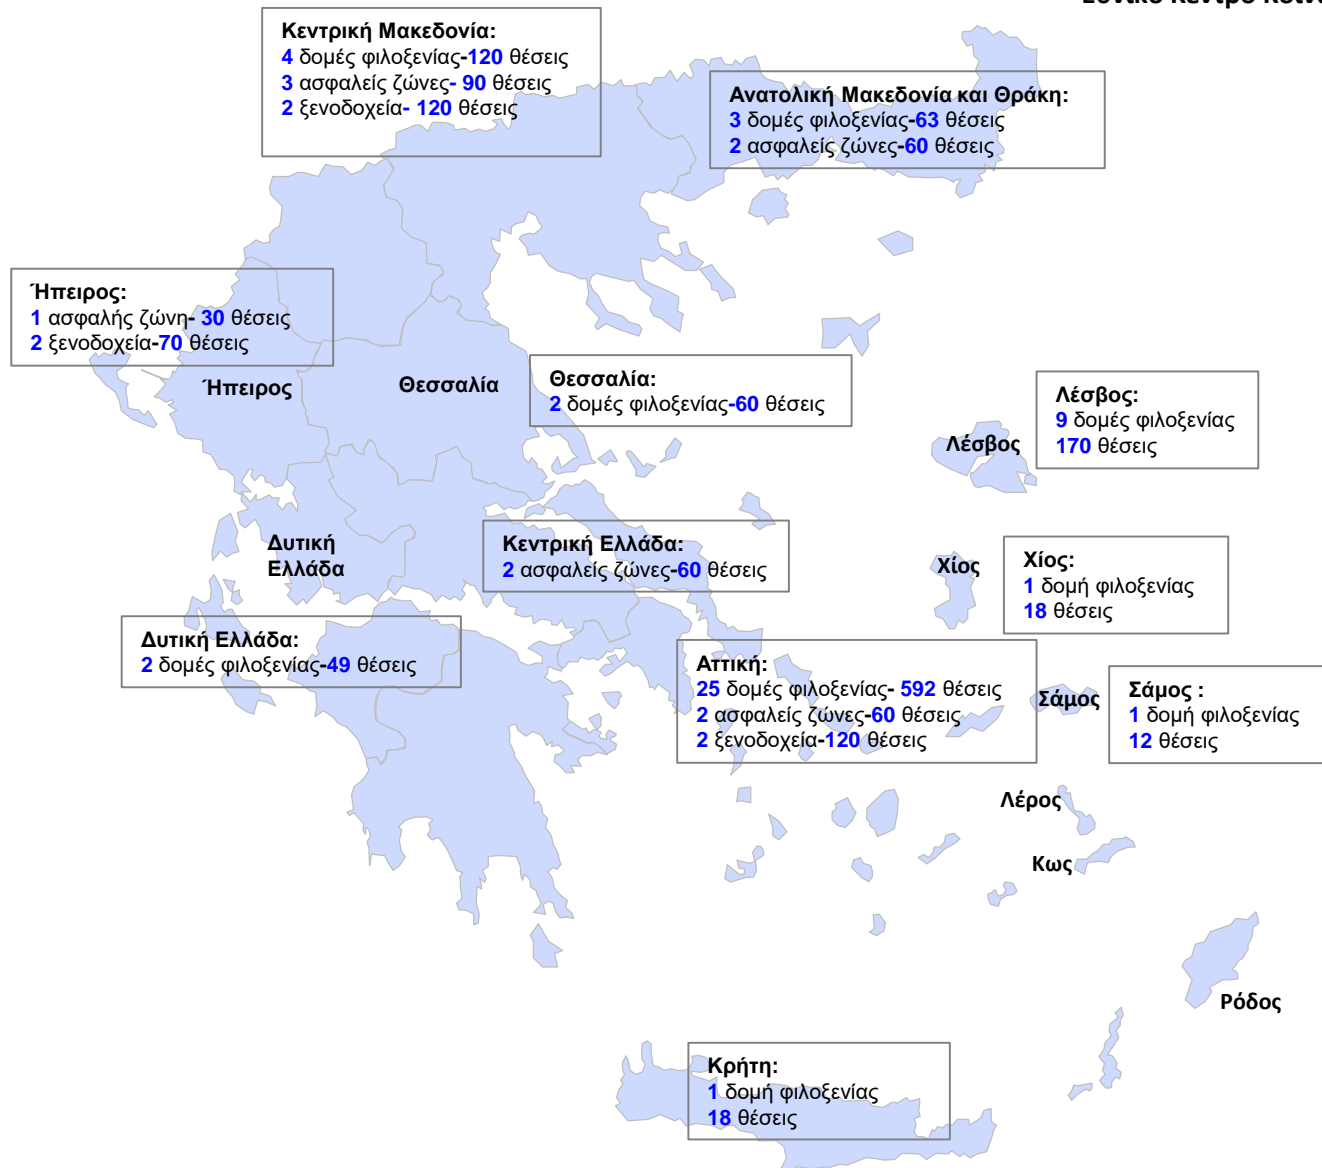 Κεντρική Μακεδονία:
4 δομές φιλοξενίας-120 θέσεις
3 ασφαλείς ζώνες- 90 θέσεις
2 ξενοδοχεία- 120 θέσεις
Ανατολική Μακεδονία και Θράκη:
3 δομές φιλοξενίας-63 θέσεις
2 ασφαλείς ζώνες-60 θέσεις
Ήπειρος:
1 ασφαλής ζώνη- 30 θέσεις
2 ξενοδοχεία-70 θέσεις
Ήπειρος
Θεσσαλία
Θεσσαλία:
2 δομές φιλοξενίας-60 θέσεις
Λέσβος
Λέσβος:
9 δομές φιλοξενίας
170 θέσεις
Δυτική
Ελλάδα
Κεντρική Ελλάδα:
2 ασφαλείς ζώνες-60 θέσεις
Χίος
Χίος:
1 δομή φιλοξενίας
18 θέσεις
Δυτική Ελλάδα:
2 δομές φιλοξενίας-49 θέσεις
Αττική:
25 δομές φιλοξενίας- 592 θέσεις
2 ασφαλείς ζώνες-60 θέσεις
2 ξενοδοχεία-120 θέσεις
Σάμος
Σάμος :
1 δομή φιλοξενίας
12 θέσεις
Λέρος
Κως
Ρόδος
Κρήτη:
1 δομή φιλοξενίας
18 θέσεις